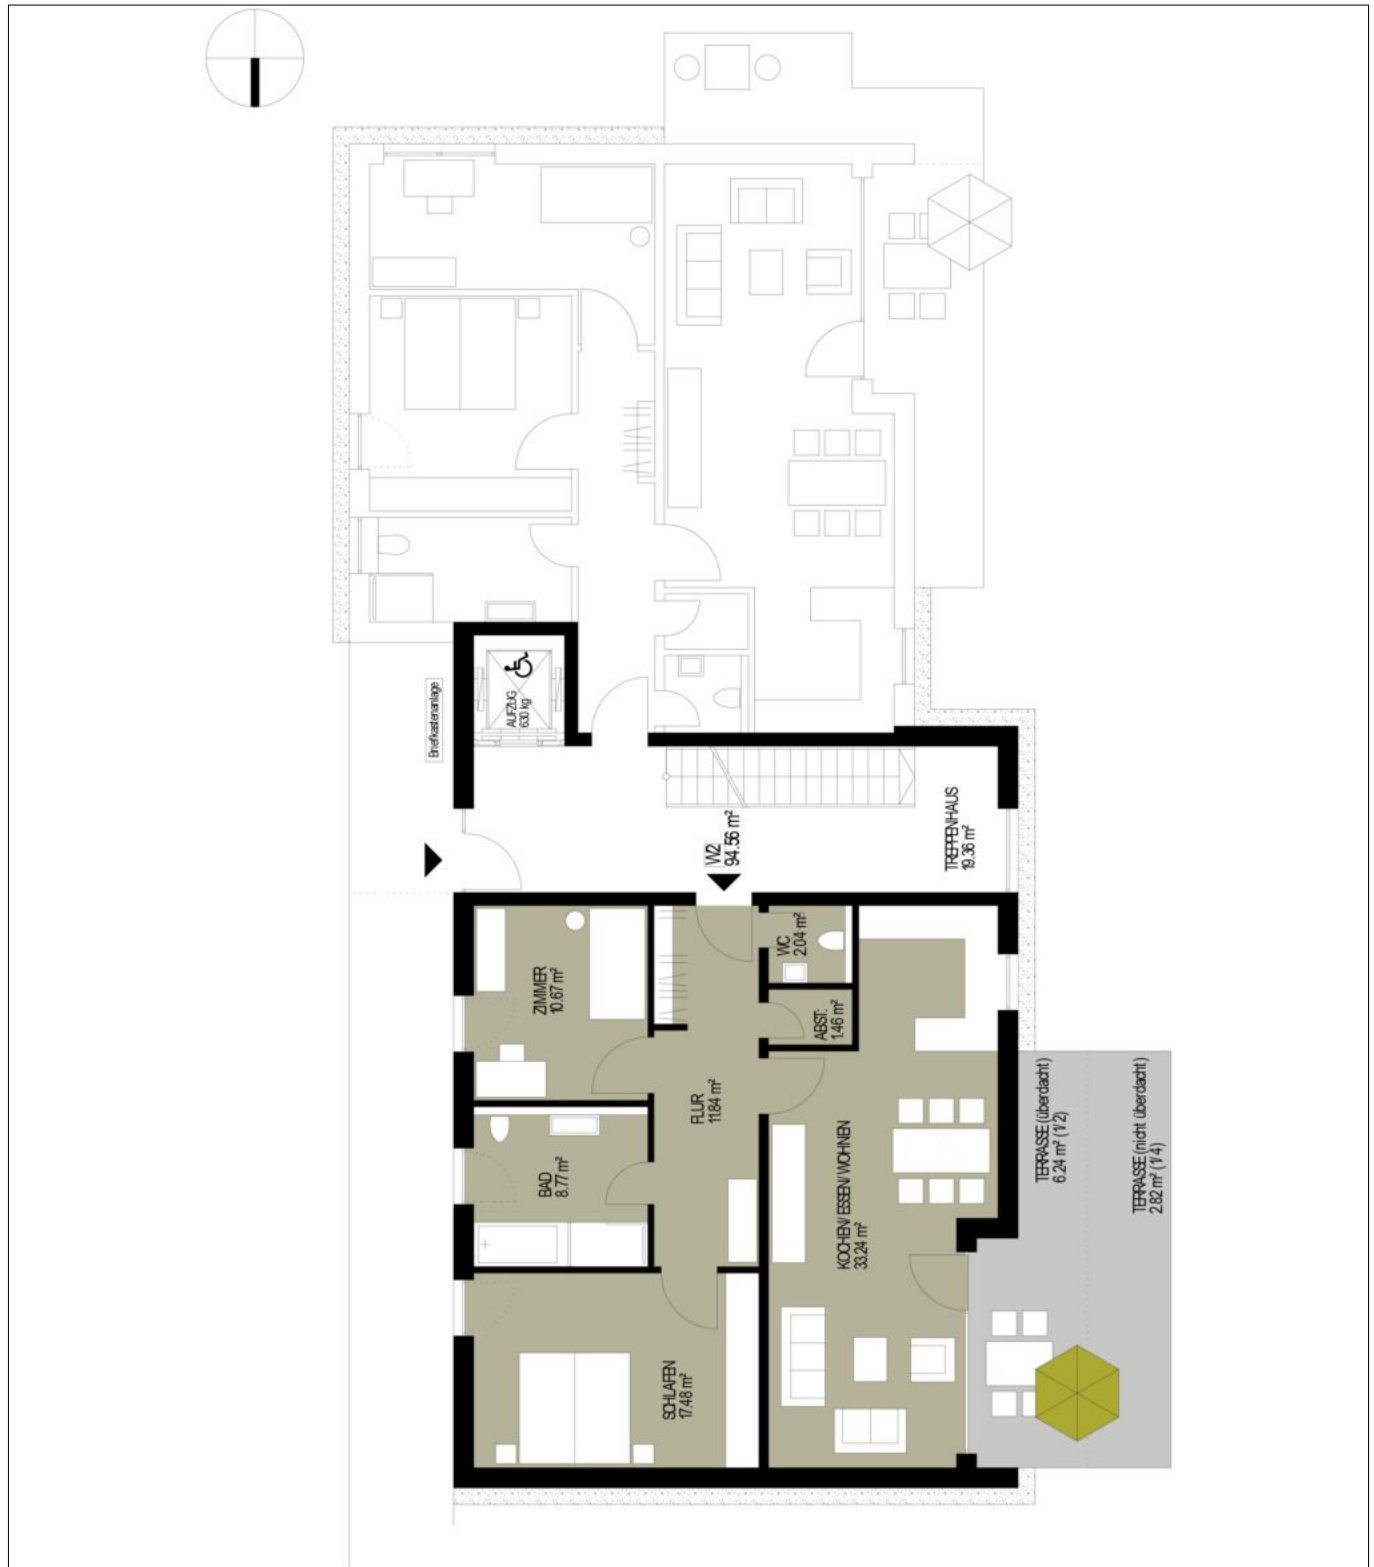 Briefkastenanlage
AUFZUG
630 kg
TREPPENHAUS
19.36 m²
W2
94.56 m²
ZIMMER
10.67 m²
WC
2.04 m²
ABST.
1.46 m²
FLUR
11.84 m²
BAD
8.77 m²
KOCHEN/ ESSEN/ WOHNEN
33.24 m²
TERRASSE (überdacht)
6.24 m² (1/2)
TERRASSE (nicht überdacht)
2.82 m² (1/4)
SCHLAFEN
17.48 m²